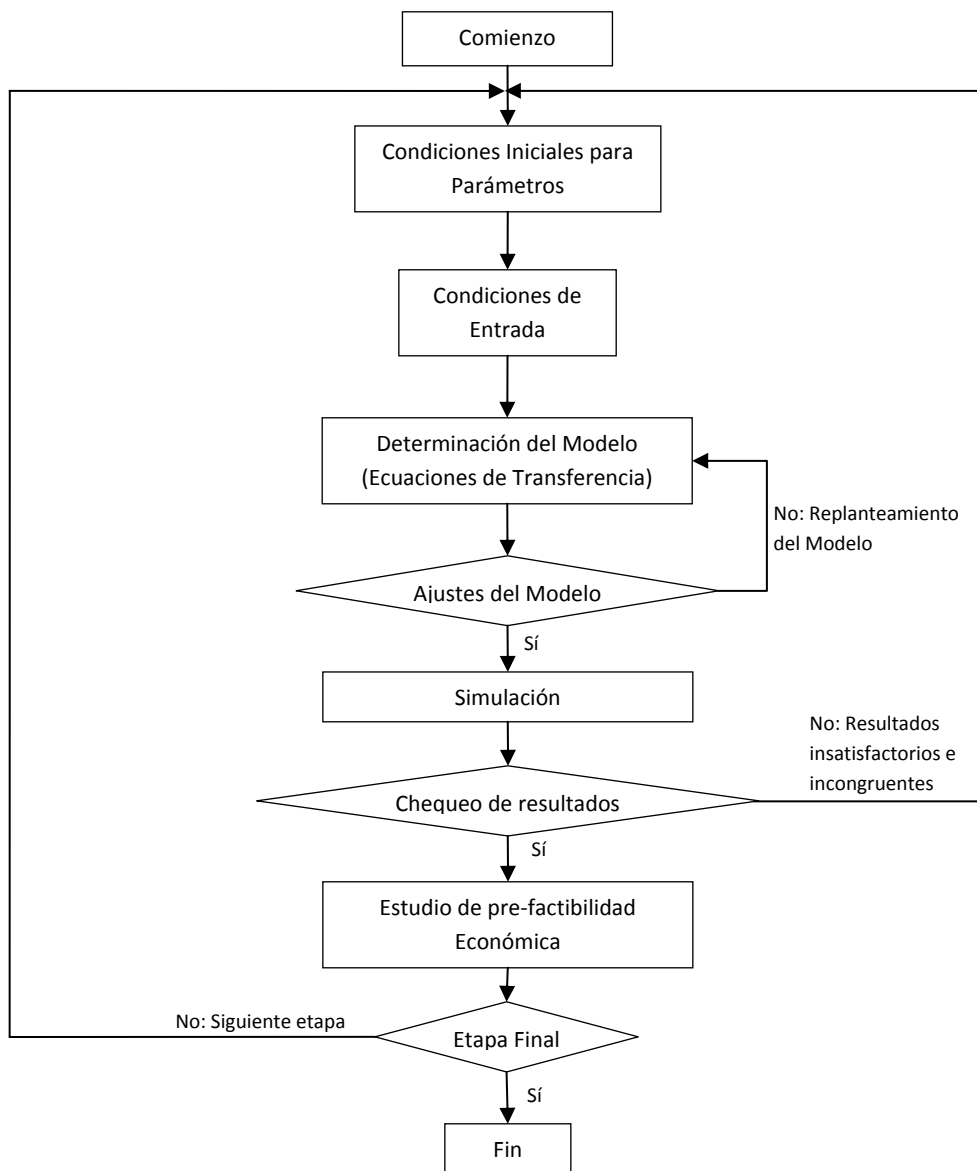 Comienzo
Condiciones Iniciales para
Parámetros
Condiciones de
Entrada
Determinación del Modelo
(Ecuaciones de Transferencia)
No: Replanteamiento
del Modelo
Ajustes del Modelo
Sí
Simulación
No: Resultados
insatisfactorios e
incongruentes
Chequeo de resultados
Sí
Estudio de pre-factibilidad
Económica
No: Siguiente etapa
Etapa Final
Sí
Fin